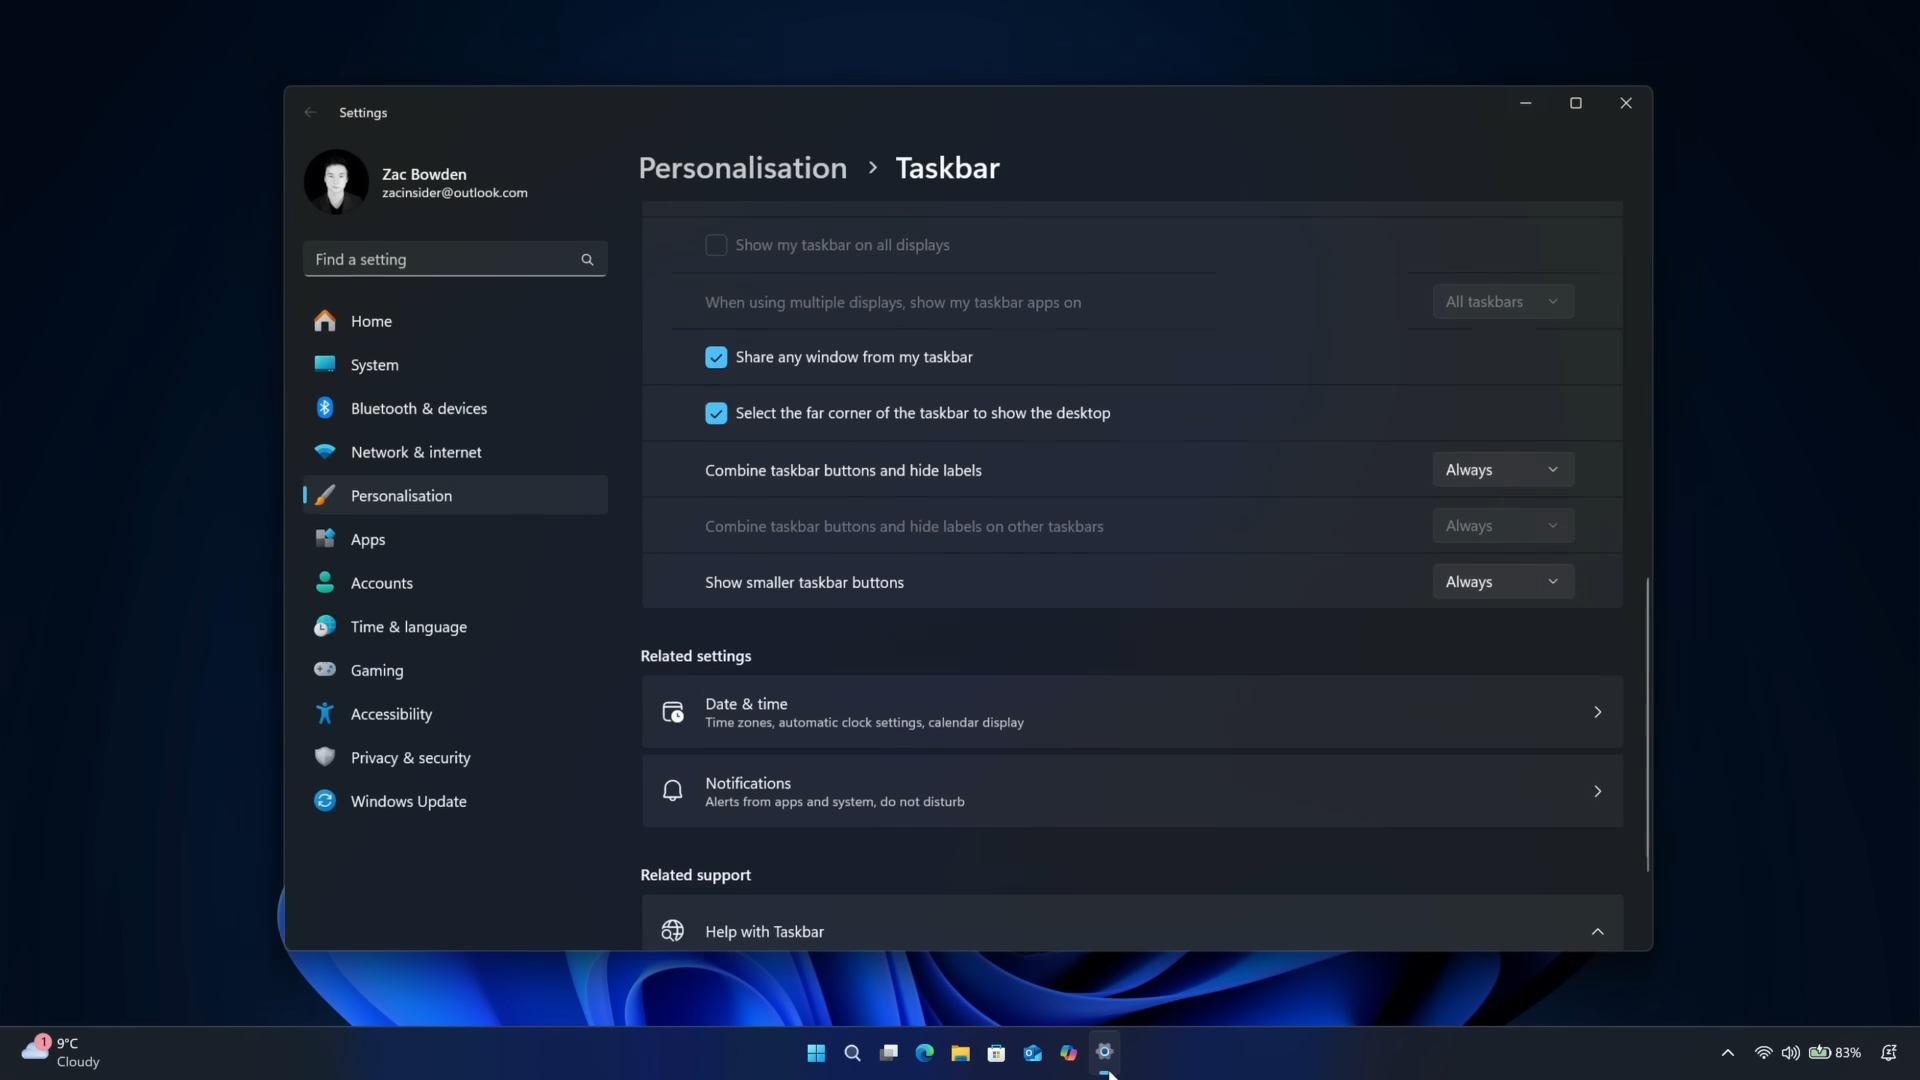 Settings
Zac Bowden
zacinsider@outlook.com
Find a setting
Home
System
Bluetooth & devices
Network & internet
Personalisation
Apps
Accounts
Time & language
Gaming
Accessibility
Privacy & security
Windows Update
Personalisation > Taskbar
Show my taskbar on all displays
When using multiple displays, show my taskbar apps on All taskbars
Share any window from my taskbar
Select the far corner of the taskbar to show the desktop
Combine taskbar buttons and hide labels Always
Combine taskbar buttons and hide labels on other taskbars Always
Show smaller taskbar buttons Always
Related settings
Date & time
Time zones, automatic clock settings, calendar display
Notifications
Alerts from apps and system, do not disturb
Related support
Help with Taskbar
1 9°C
Cloudy
83%